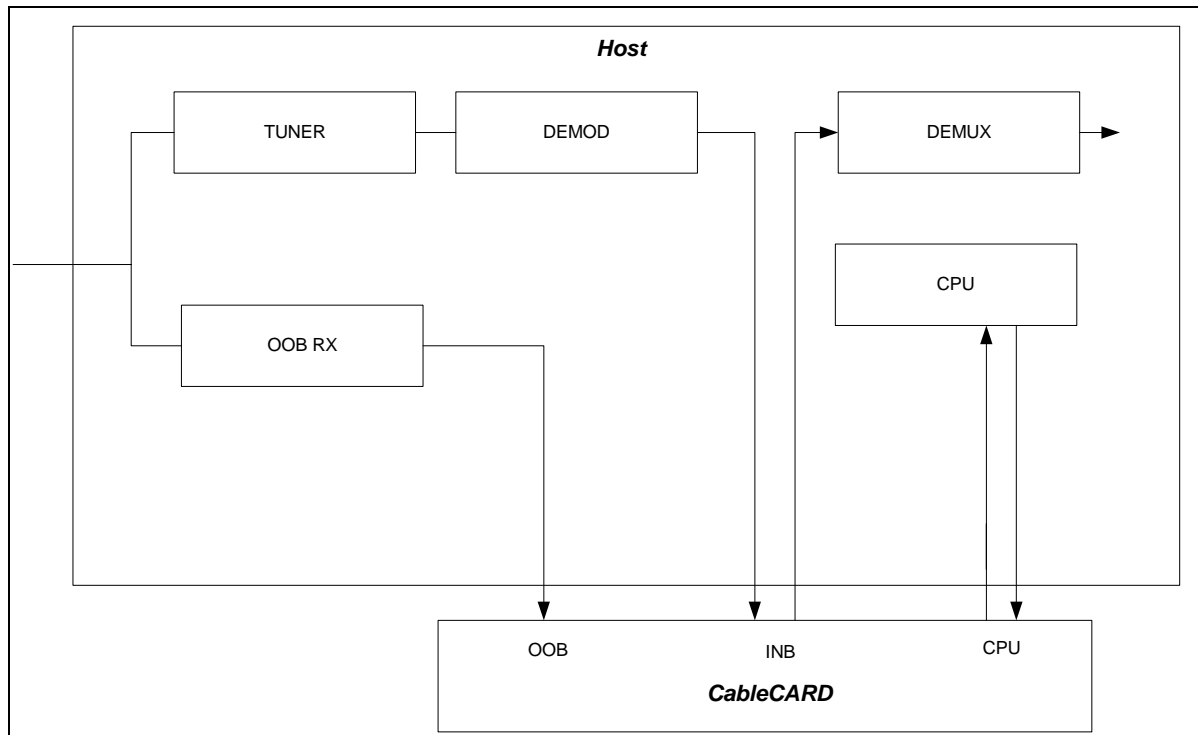 Host
TUNER
DEMOD
DEMUX
CPU
OOB RX
OOB
INB
CPU
CableCARD